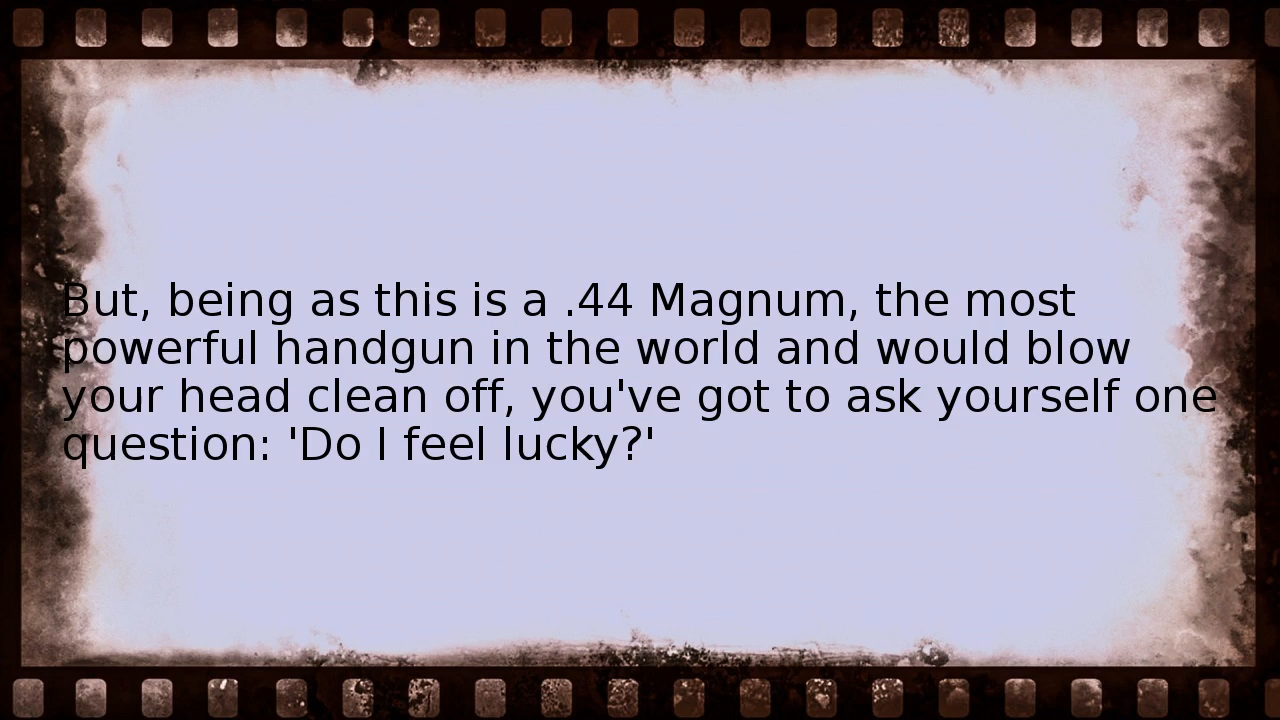 But, being as this is a .44 Magnum, the most
powerful handgun in the world and would blow
your head clean off, you've got to ask yourself one
question: 'Do I feel lucky?'